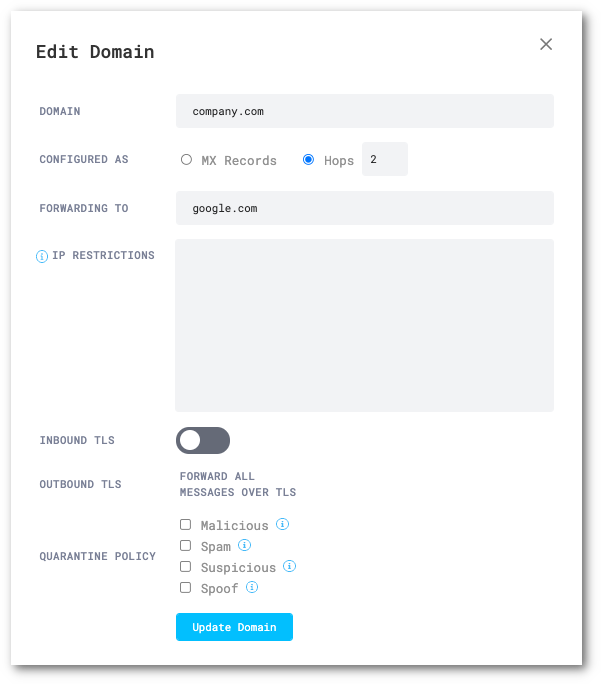 Edit Domain
DOMAIN company.com
CONFIGURED AS MX Records Hops 2
FORWARDING TO google.com
IP RESTRICTIONS
INBOUND TLS
OUTBOUND TLS FORWARD ALL
MESSAGES OVER TLS
QUARANTINE POLICY
Malicious
Spam
Suspicious
Spoof
Update Domain